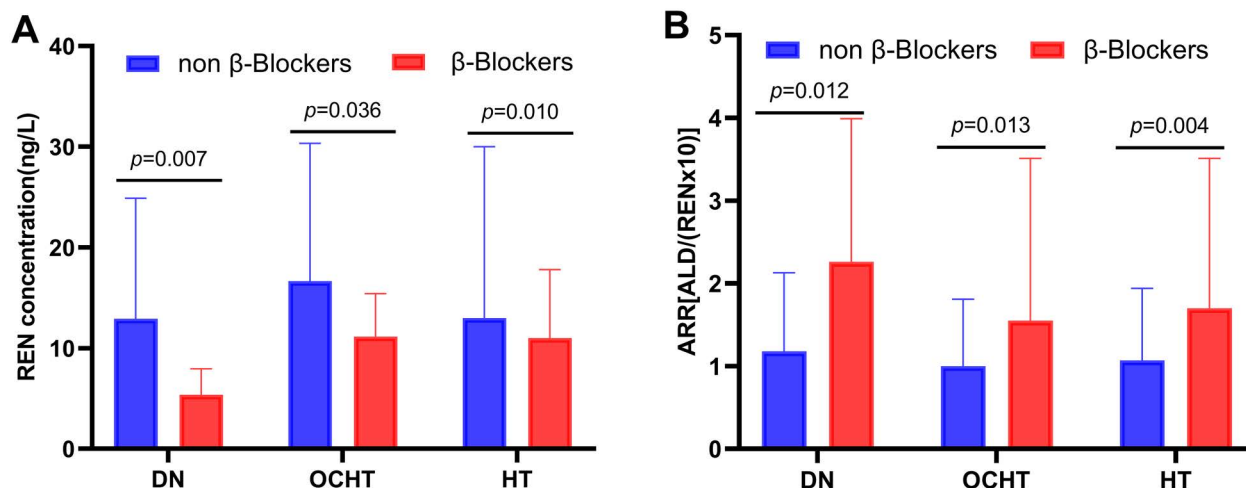 A
REN concentration(ng/L)
40
30
20
10
0
non β-Blockers
β-Blockers
p=0.007
p=0.036
p=0.010
DN
OCHT
HT
B
ARR[ALD/(RENx10)]
5
4
3
2
1
0
non β-Blockers
β-Blockers
p=0.012
p=0.013
p=0.004
DN
OCHT
HT